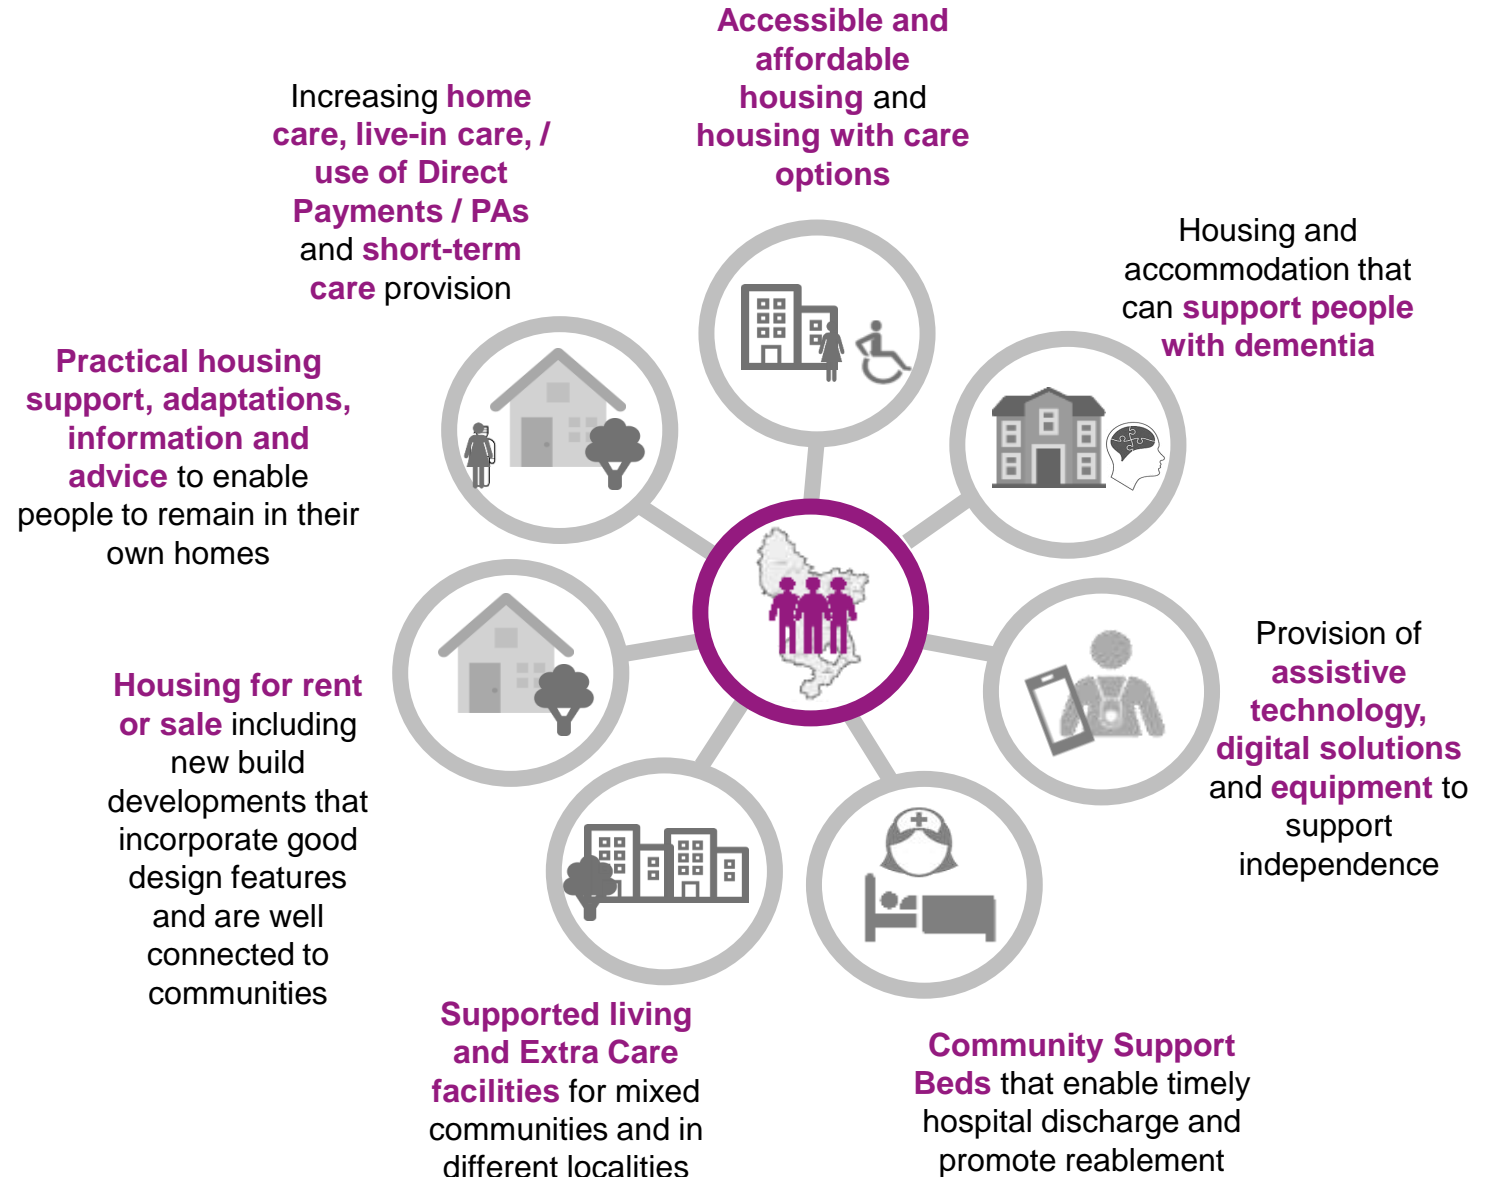 Accessible and
affordable
housing and
housing with care
options
Increasing home
care, live-in care, /
use of Direct
Payments / PAs
and short-term
care provision
Housing and
accommodation that
can support people
with dementia
Practical housing
support, adaptations,
information and
advice to enable
people to remain in their
own homes
Provision of
assistive
technology,
digital solutions
and equipment to
support
independence
Housing for rent
or sale including
new build
developments that
incorporate good
design features
and are well
connected to
communities
Supported living
and Extra Care
facilities for mixed
communities and in
different localities
Community Support
Beds that enable timely
hospital discharge and
promote reablement